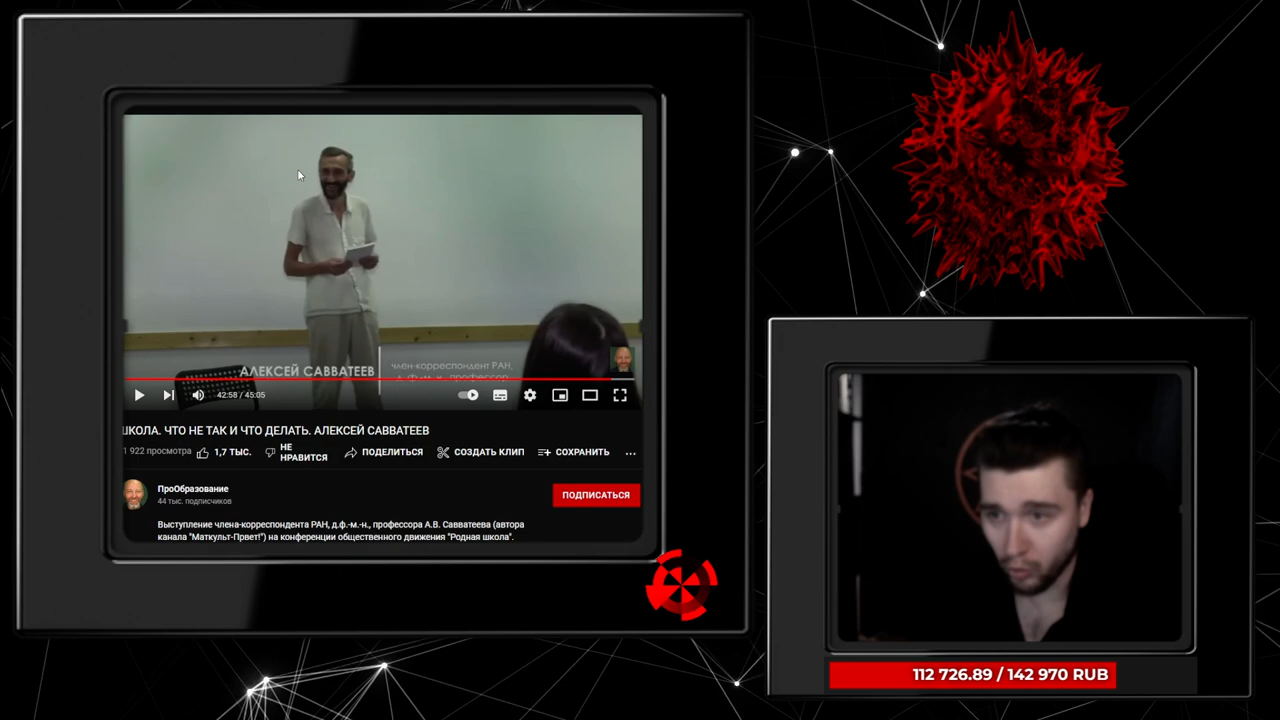 АЛЕКСЕЙ САВВАТЕЕВ
член-корреспондент РАН,
д.ф.-м.н., профессор
42:58 / 45:05
ШКОЛА. ЧТО НЕ ТАК И ЧТО ДЕЛАТЬ. АЛЕКСЕЙ САВВАТЕЕВ
1 922 просмотра
1,7 ТЫС.
НЕ
НРАВИТСЯ
ПОДЕЛИТЬСЯ
СОЗДАТЬ КЛИП
СОХРАНИТЬ
ПроОбразование
44 тыс. подписчиков
ПОДПИСАТЬСЯ
Выступление члена-корреспондента РАН, д.ф.-м.-н., профессора А.В. Савватеева (автора
канала "Маткульт-Првет!") на конференции общественного движения "Родная школа".
112 726.89 / 142 970 RUB